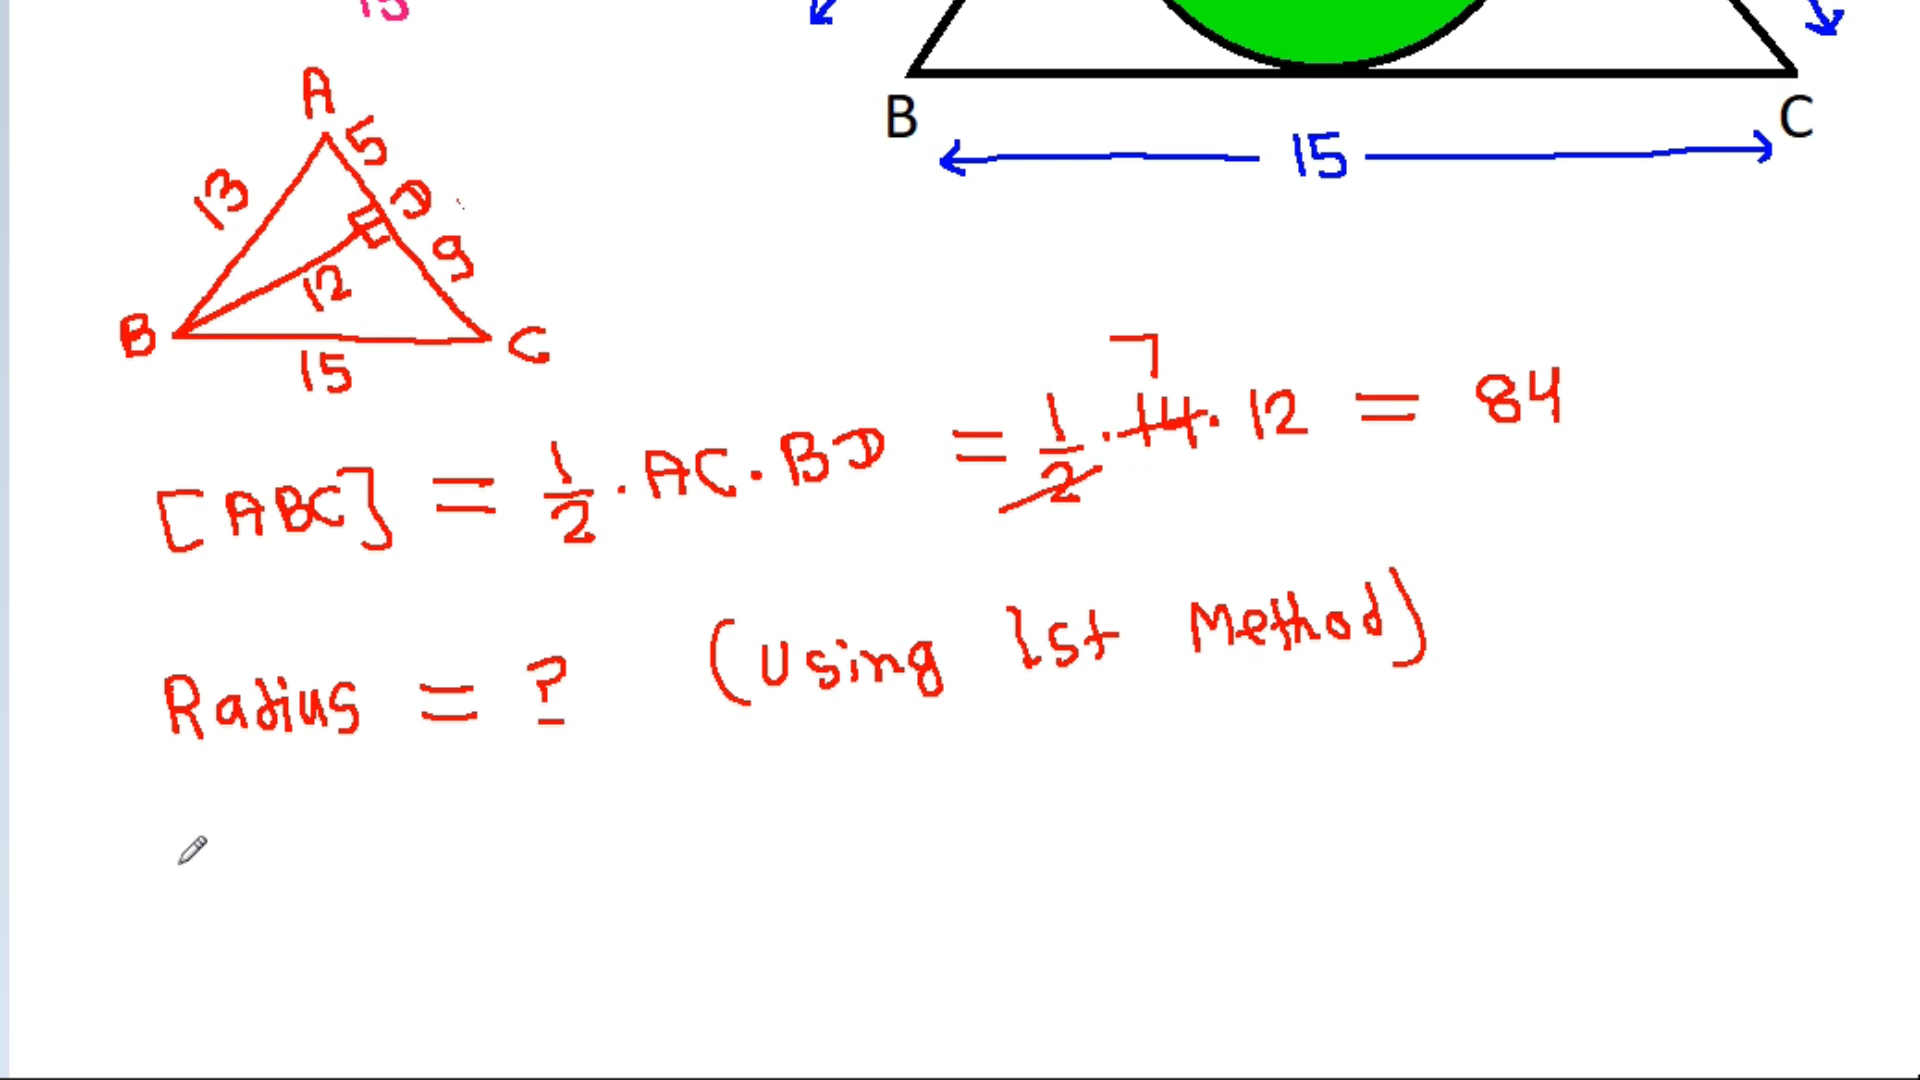 15
B C
15
A
13 5 D 9
12
B C
15
[ABC] = 1/2 · AC · BD = 1/2 · 14 · 12 = 84
7
Radius = ? (Using 1st Method)